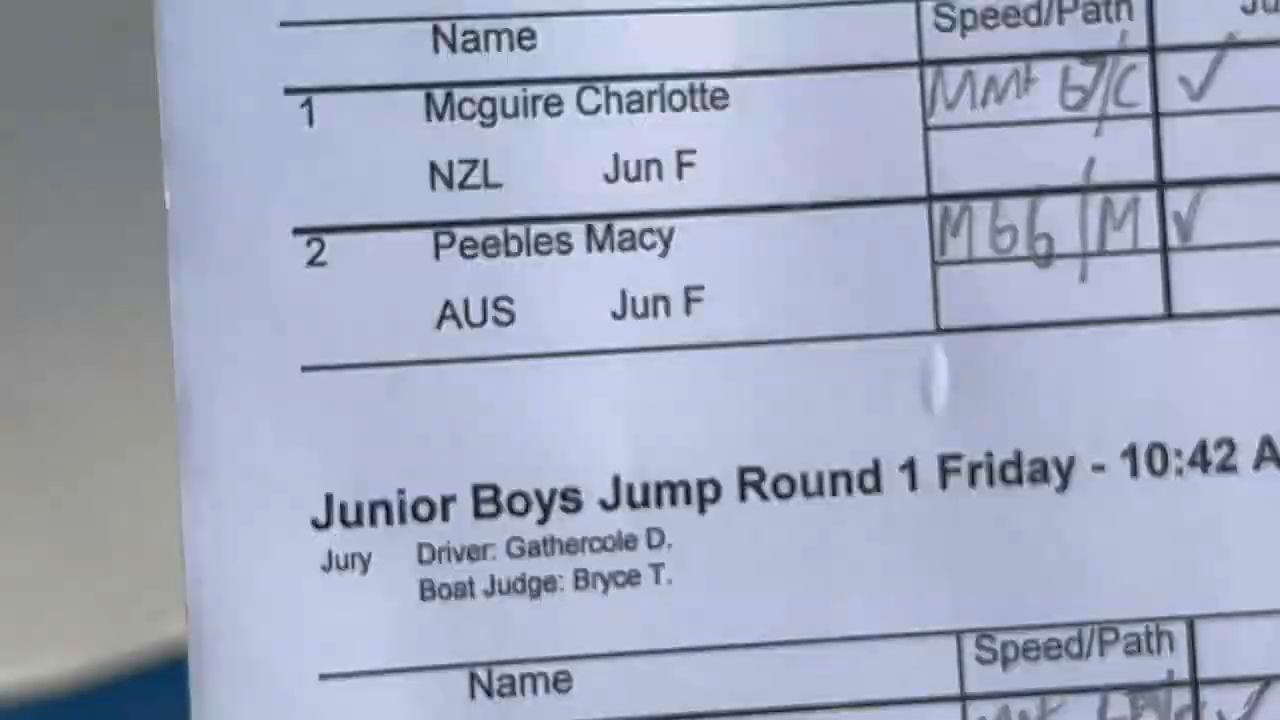 Name Speed/Path
1 Mcguire Charlotte ✓
NZL Jun F
2 Peebles Macy M 66 / M ✓
AUS Jun F
Junior Boys Jump Round 1 Friday - 10:42 A
Jury Driver: Gathercole D.
Boat Judge: Bryce T.
Name Speed/Path